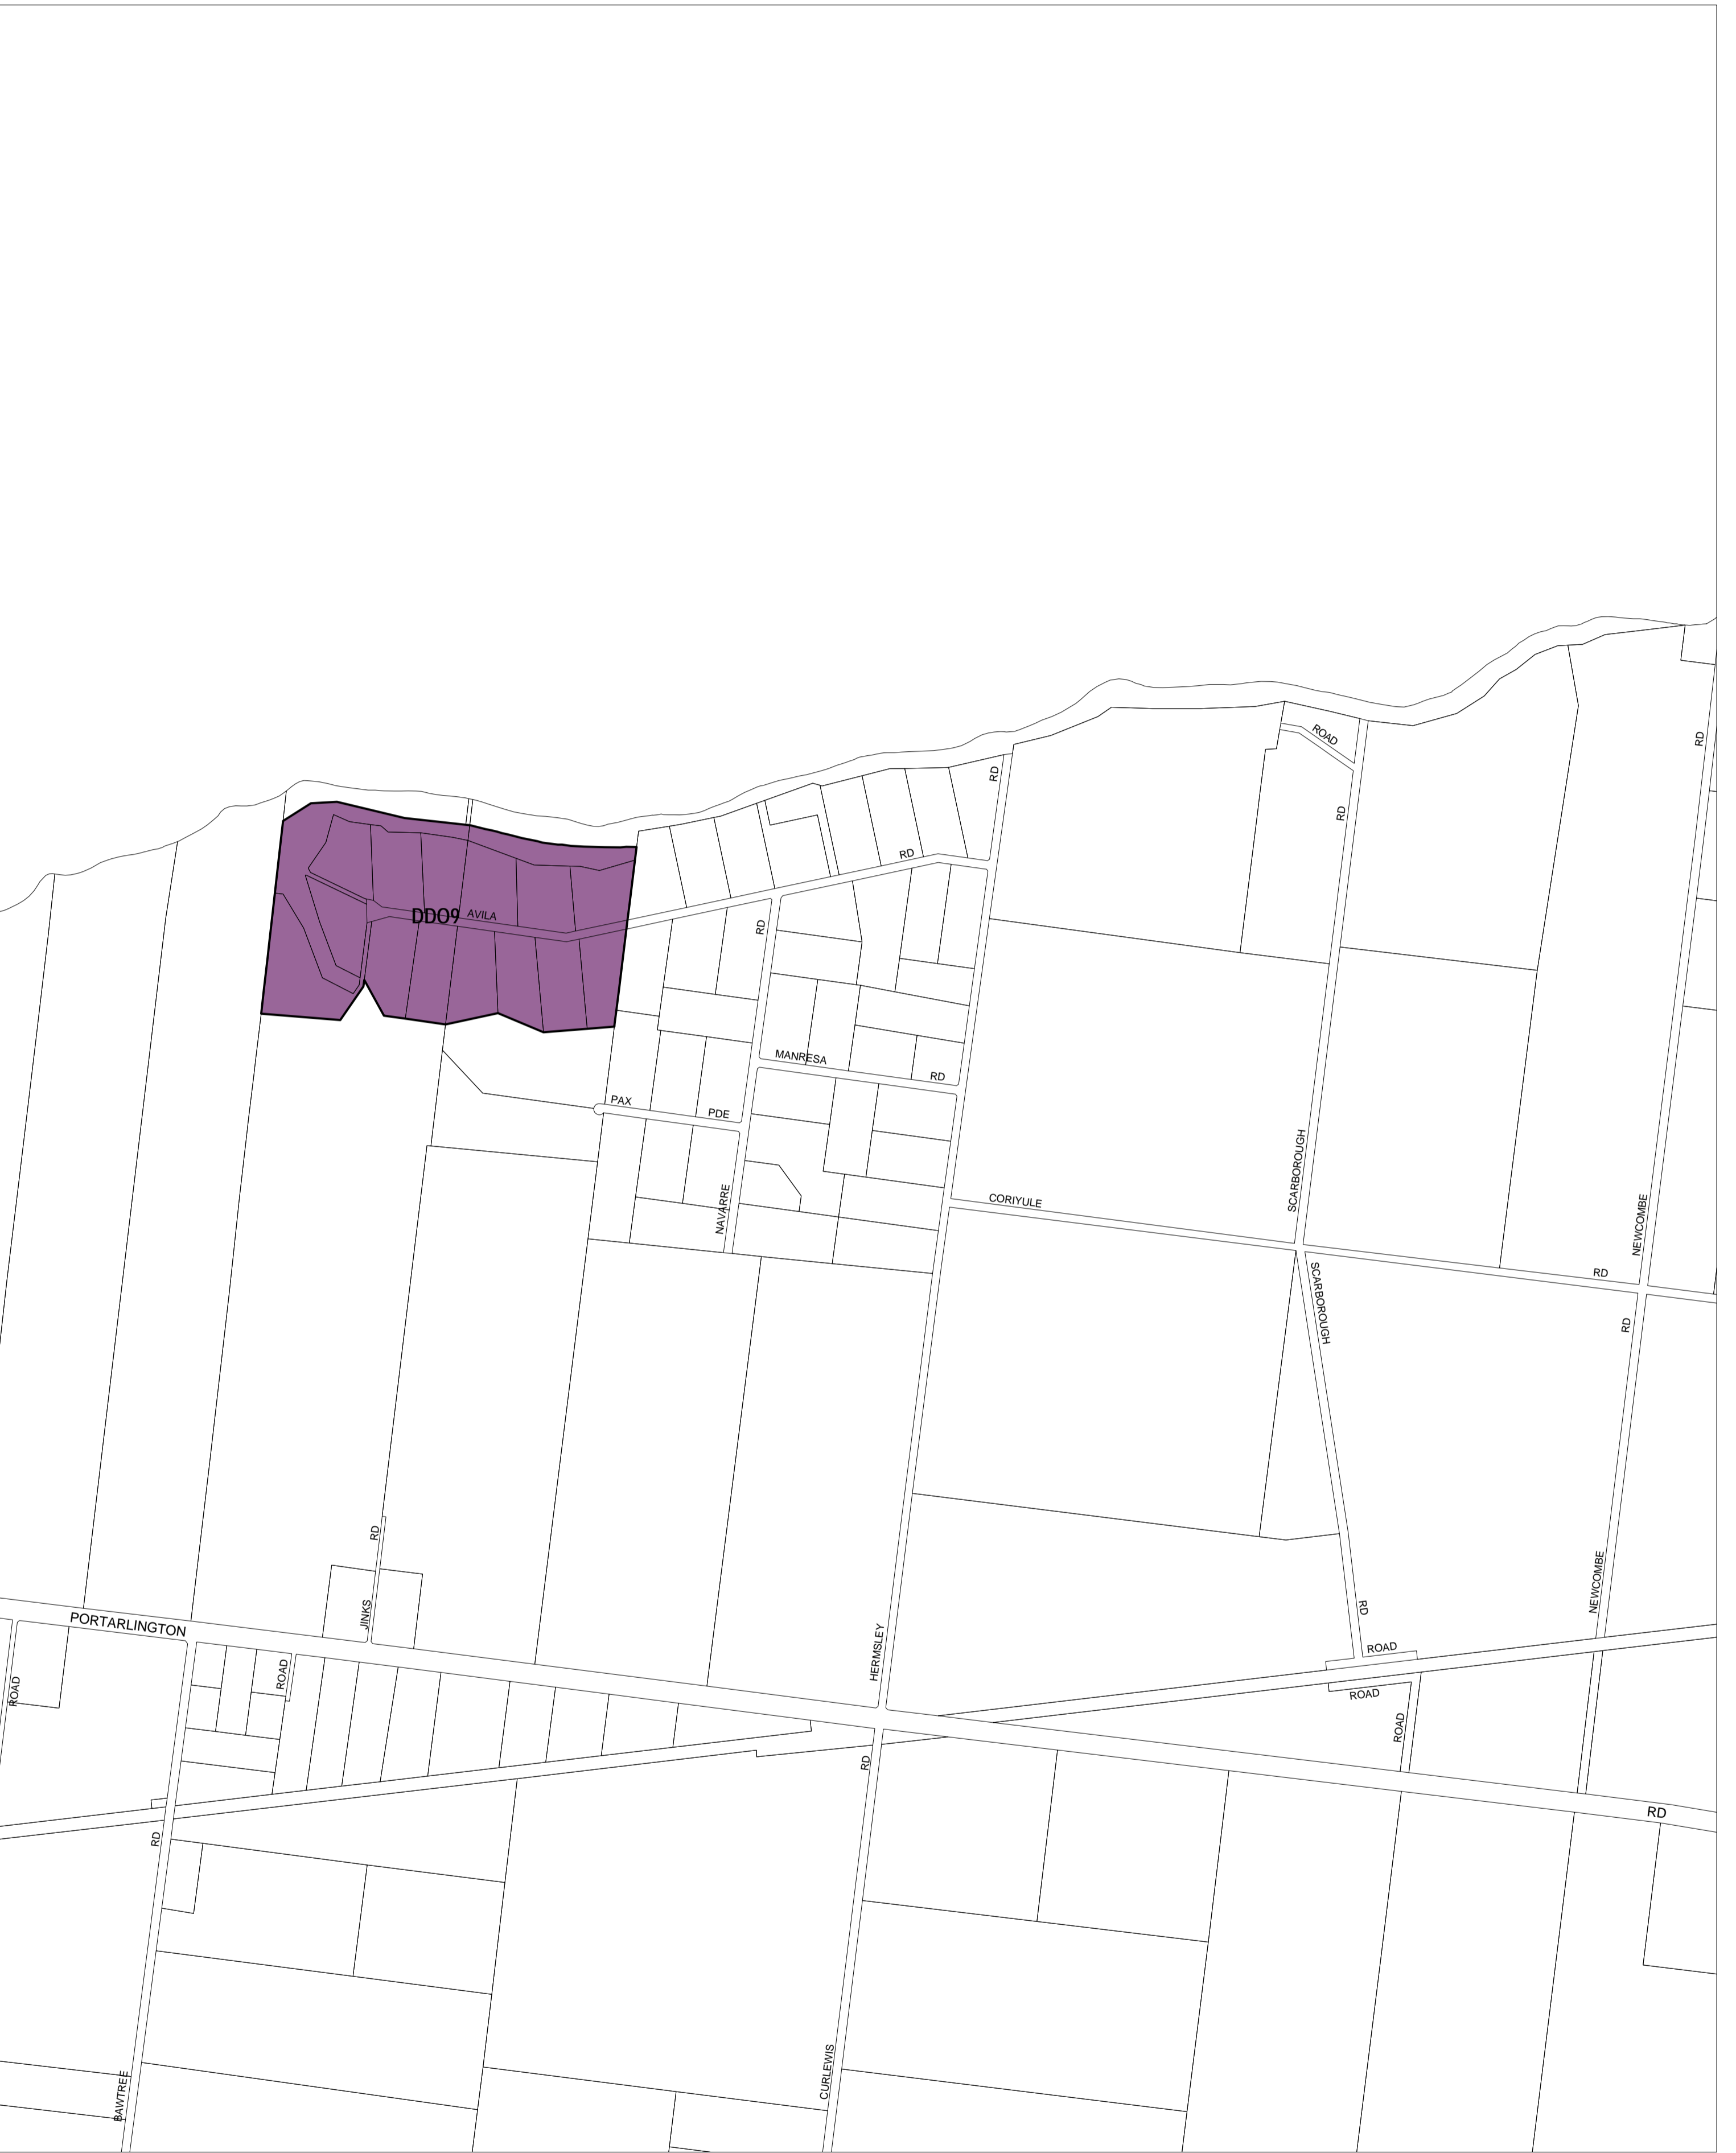 ROAD
RD
RD
RD
RD
DDO9
AVILA
RD
MANRESA
RD
PAX
PDE
SCARBOROUGH
NAVARRE
CORIYULE
NEWCOMBE
RD
SCARBOROUGH
RD
RD
NEWCOMBE
JINKS
RD
PORTARLINGTON
HERMSLEY
ROAD
ROAD
ROAD
ROAD
ROAD
RD
RD
RD
CURLEWIS
BAWTREE